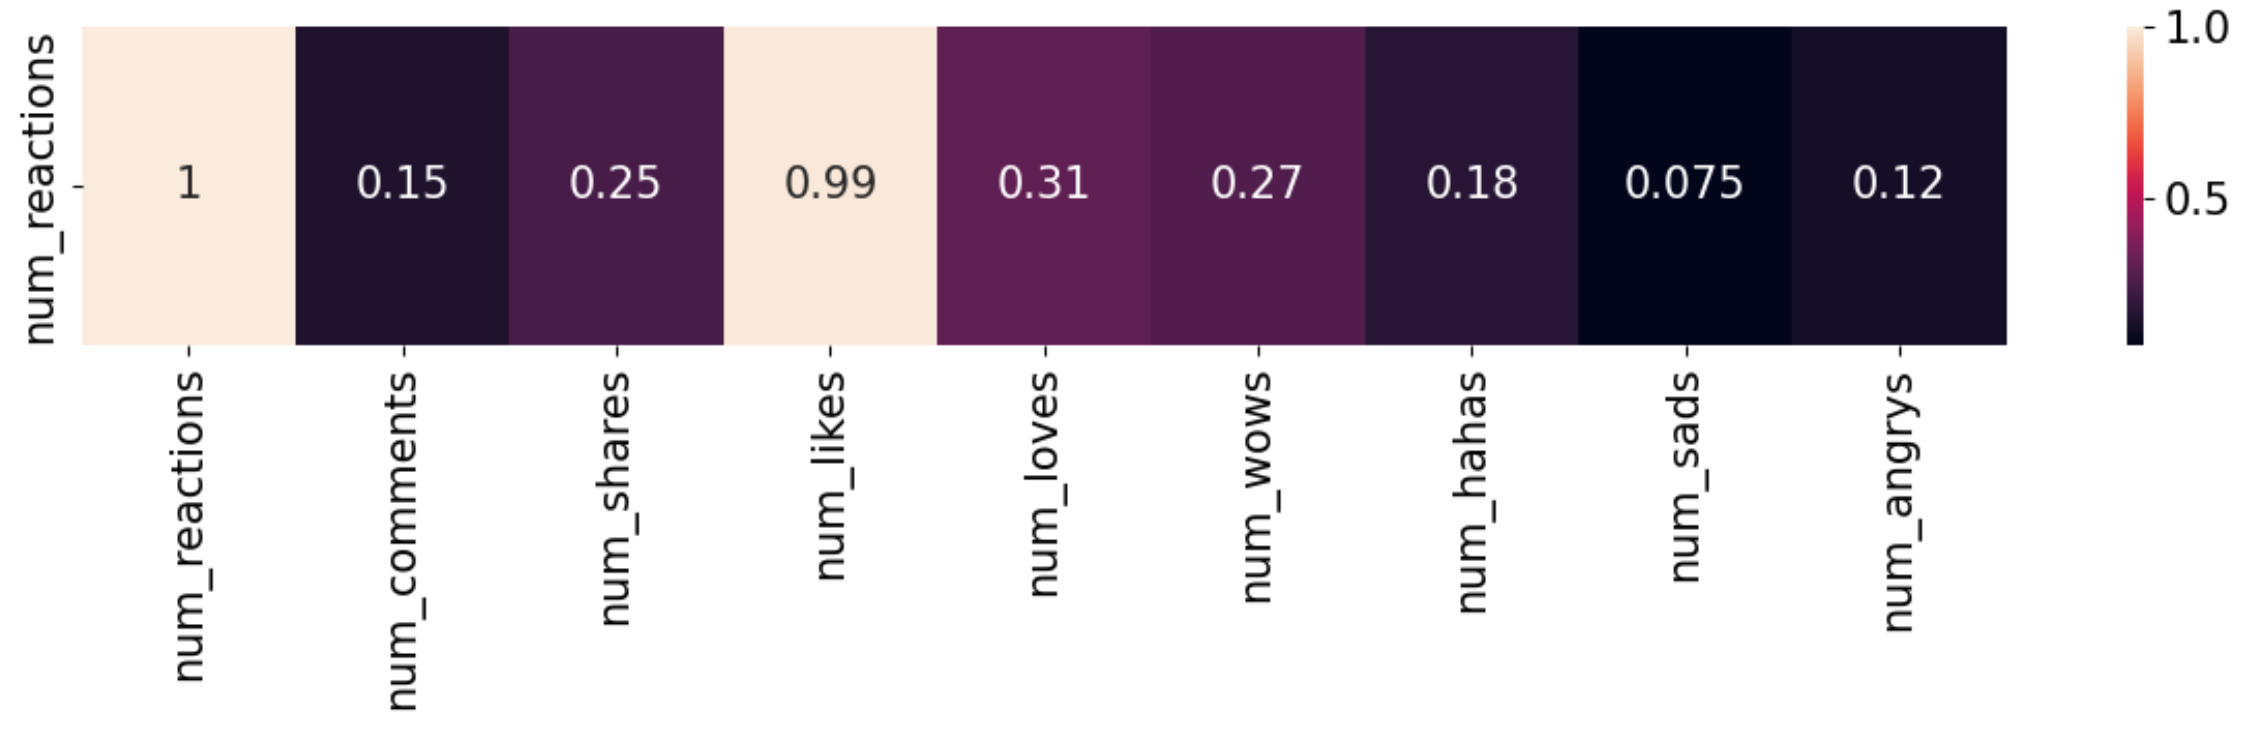 num_reactions
1 0.15 0.25 0.99 0.31 0.27 0.18 0.075 0.12
num_reactions
num_comments
num_shares
num_likes
num_loves
num_wows
num_hahas
num_sads
num_angrys
1.0
0.5